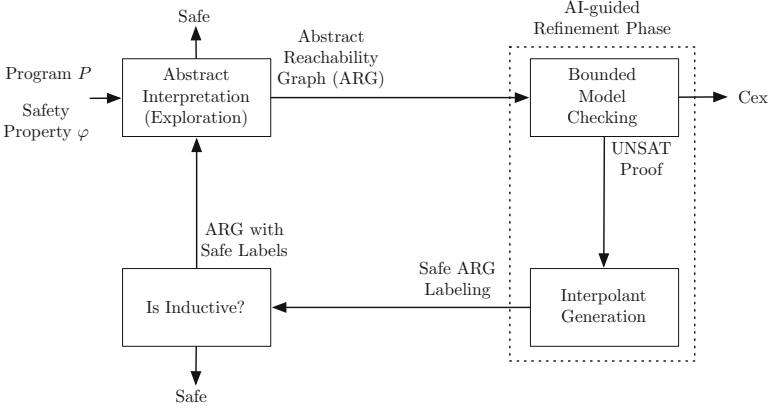 Safe
Program P
Safety
Property φ
Abstract
Interpretation
(Exploration)
Abstract
Reachability
Graph (ARG)
AI-guided
Refinement Phase
Bounded
Model
Checking
Cex
UNSAT
Proof
ARG with
Safe Labels
Safe ARG
Labeling
Is Inductive?
Interpolant
Generation
Safe